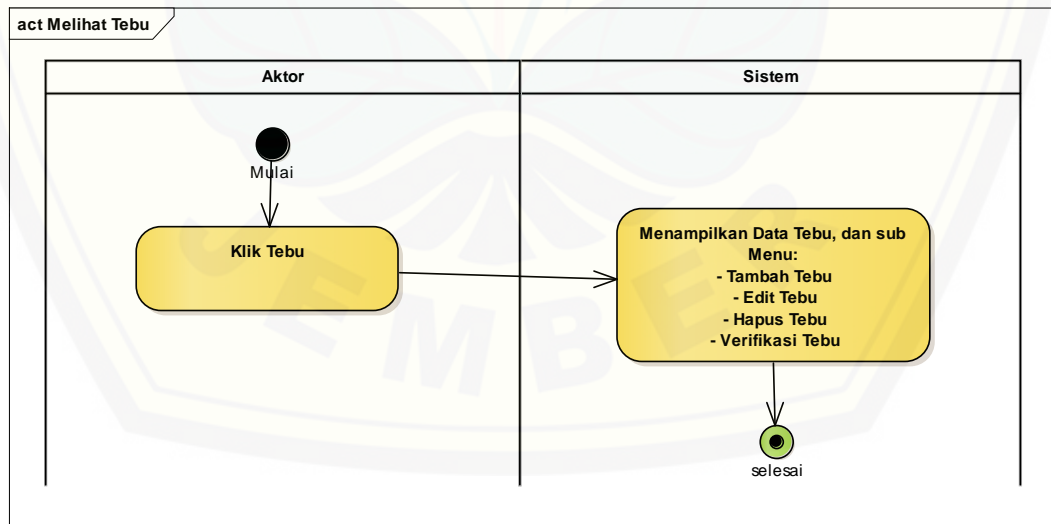 act Melihat Tebu
Aktor
Sistem
Mulai
Klik Tebu
Menampilkan Data Tebu, dan sub
Menu:
- Tambah Tebu
- Edit Tebu
- Hapus Tebu
- Verifikasi Tebu
selesai
JEMBER